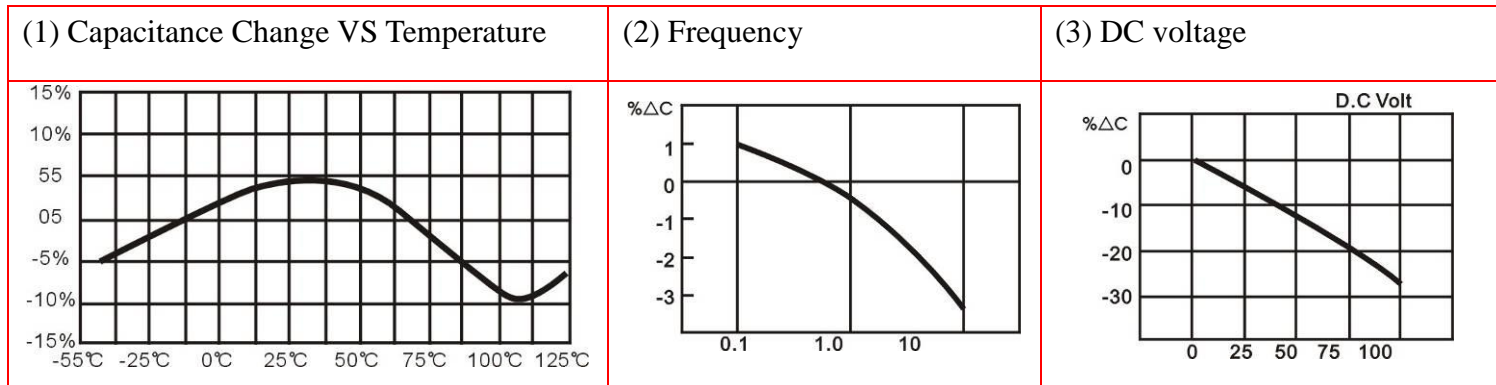 (1) Capacitance Change VS Temperature
(2) Frequency
(3) DC voltage
15%
10%
55
05
-5%
-10%
-15%
-55℃ -25℃ 0℃ 25℃ 50℃ 75℃ 100℃ 125℃
%△C
1
0
-1
-2
-3
0.1 1.0 10
D.C Volt
%△C
0
-10
-20
-30
0 25 50 75 100